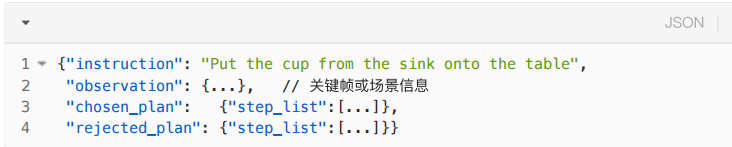 JSON
1 {"instruction": "Put the cup from the sink onto the table",
2 "observation": {...},   // 关键帧或场景信息
3 "chosen_plan":   {"step_list":[...]},
4 "rejected_plan": {"step_list":[...]}}